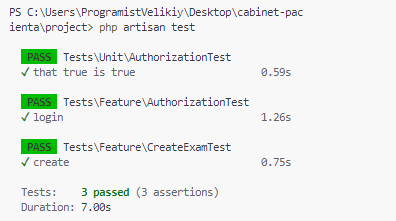 PS C:\Users\ProgramistVelikiy\Desktop\cabinet-pac
ienta\project> php artisan test
PASS Tests\Unit\AuthorizationTest
✓ that true is true 0.59s
PASS Tests\Feature\AuthorizationTest
✓ login 1.26s
PASS Tests\Feature\CreateExamTest
✓ create 0.75s
Tests: 3 passed (3 assertions)
Duration: 7.00s